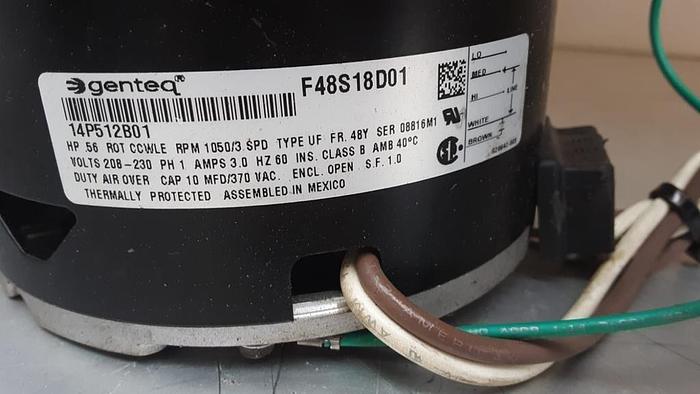 genteq®
F48S18D01
14P512B01
HP .56 ROT CCWLE RPM 1050/3 SPD TYPE UF FR. 48Y SER 08816M1
VOLTS 208-230 PH 1 AMPS 3.0 HZ 60 INS. CLASS B AMB 40°C
DUTY AIR OVER CAP 10 MFD/370 VAC. ENCL. OPEN S.F. 1.0
THERMALLY PROTECTED ASSEMBLED IN MEXICO
LO
MED
HI
LINE
WHITE
BROWN